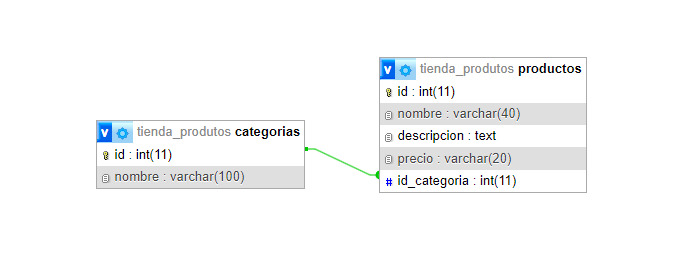 v tienda_produtos categorias
id : int(11)
nombre : varchar(100)
v tienda_produtos productos
id : int(11)
nombre : varchar(40)
descripcion : text
precio : varchar(20)
# id_categoria : int(11)